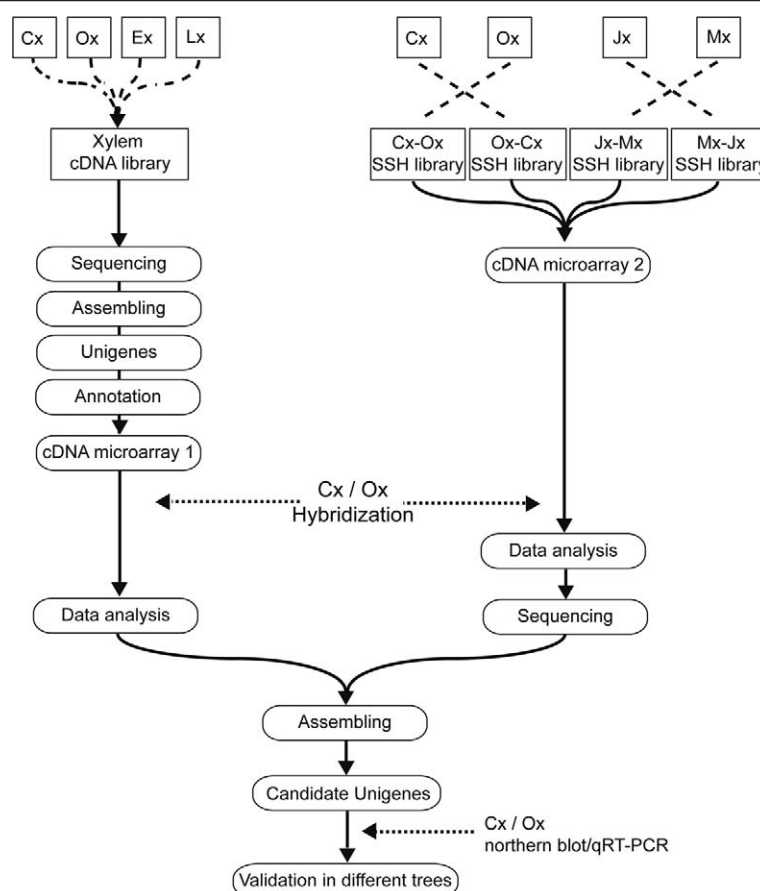 Cx Ox Ex Lx
Cx Ox Jx Mx
Xylem
cDNA library
Cx-Ox
SSH library
Ox-Cx
SSH library
Jx-Mx
SSH library
Mx-Jx
SSH library
Sequencing
Assembling
Unigenes
Annotation
cDNA microarray 1
cDNA microarray 2
Cx / Ox
Hybridization
Data analysis
Data analysis
Sequencing
Assembling
Candidate Unigenes
Cx / Ox
northern blot/qRT-PCR
Validation in different trees